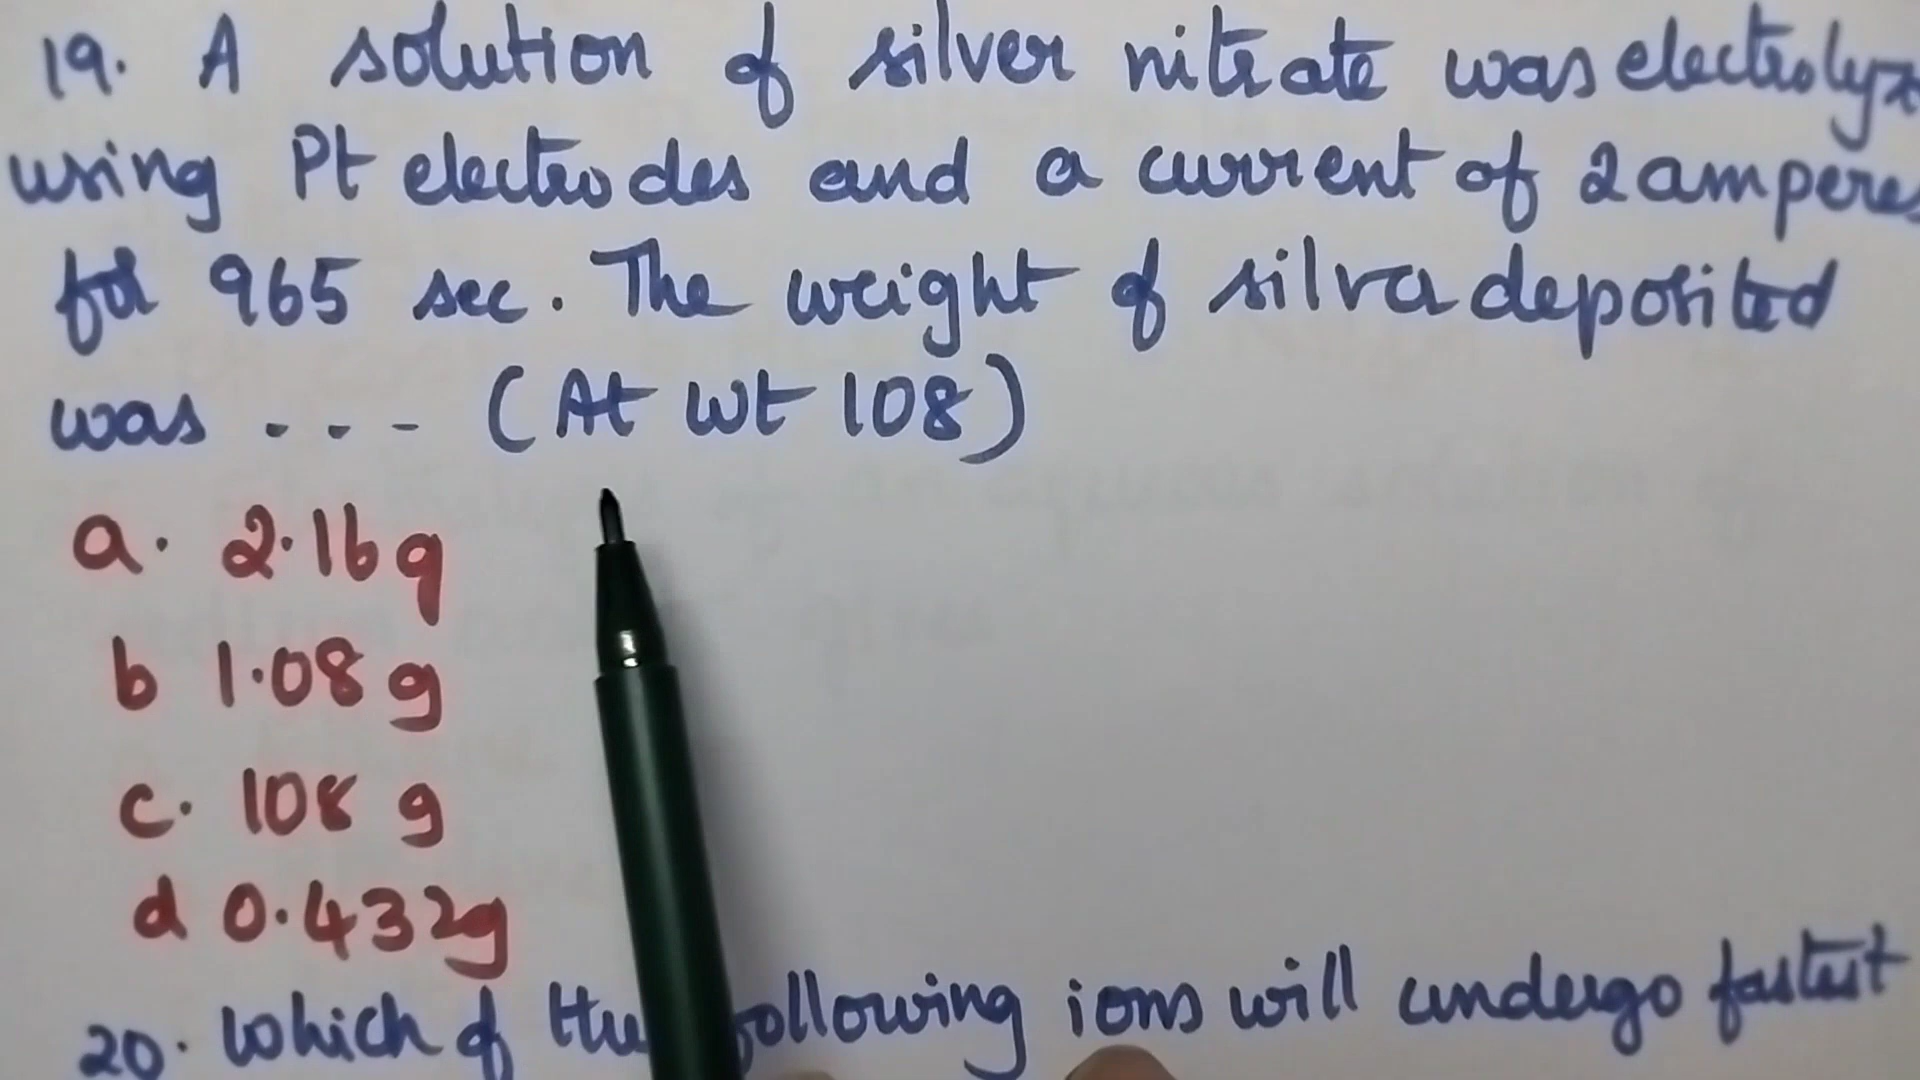 19. A solution of silver nitrate was electrolyz
using Pt electrodes and a current of 2 amperes
for 965 sec. The weight of silver deposited
was ... (At wt 108)
a. 2.16g
b 1.08 g
c. 108 g
d 0.432g
20. Which of the following ions will undergo fastest